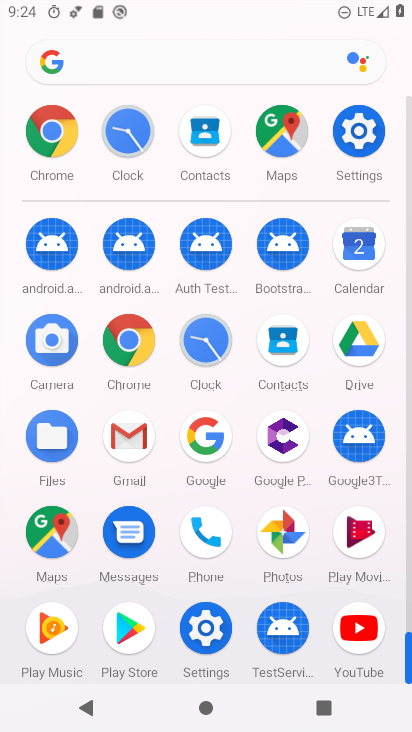 9:24 LTE
Chrome Clock Contacts Maps Settings
android.a... android.a... Auth Test... Bootstra... Calendar
2
Camera Chrome Clock Contacts Drive
Files Gmail Google Google P... Google3T...
Maps Messages Phone Photos Play Movi...
Play Music Play Store Settings TestServi... YouTube